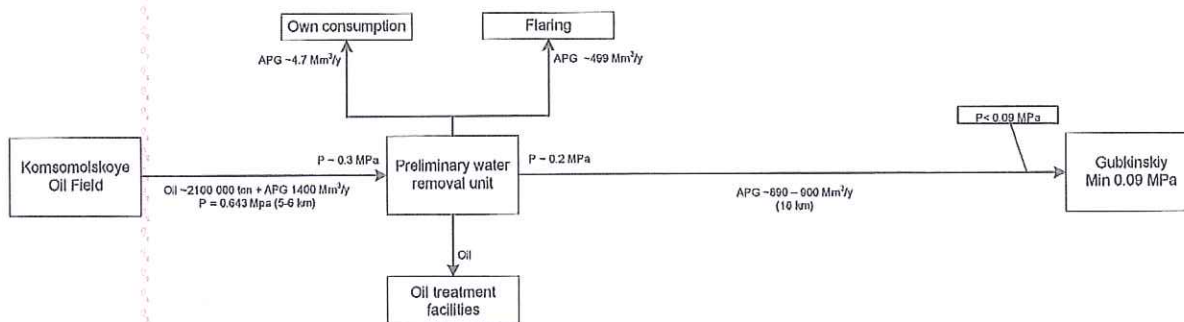 Own consumption
Flaring
APG ~4.7 Mm³/y
APG ~499 Mm³/y
P< 0.09 MPa
Komsomolskoye
Oil Field
P ~ 0.3 MPa
Preliminary water
removal unit
P ~ 0.2 MPa
Gubkinskiy
Min 0.09 MPa
Oil ~2100 000 ton + APG 1400 Mm³/y
P = 0.643 Mpa (5-6 km)
APG ~890 – 900 Mm³/y
(10 km)
Oil
Oil treatment
facilities